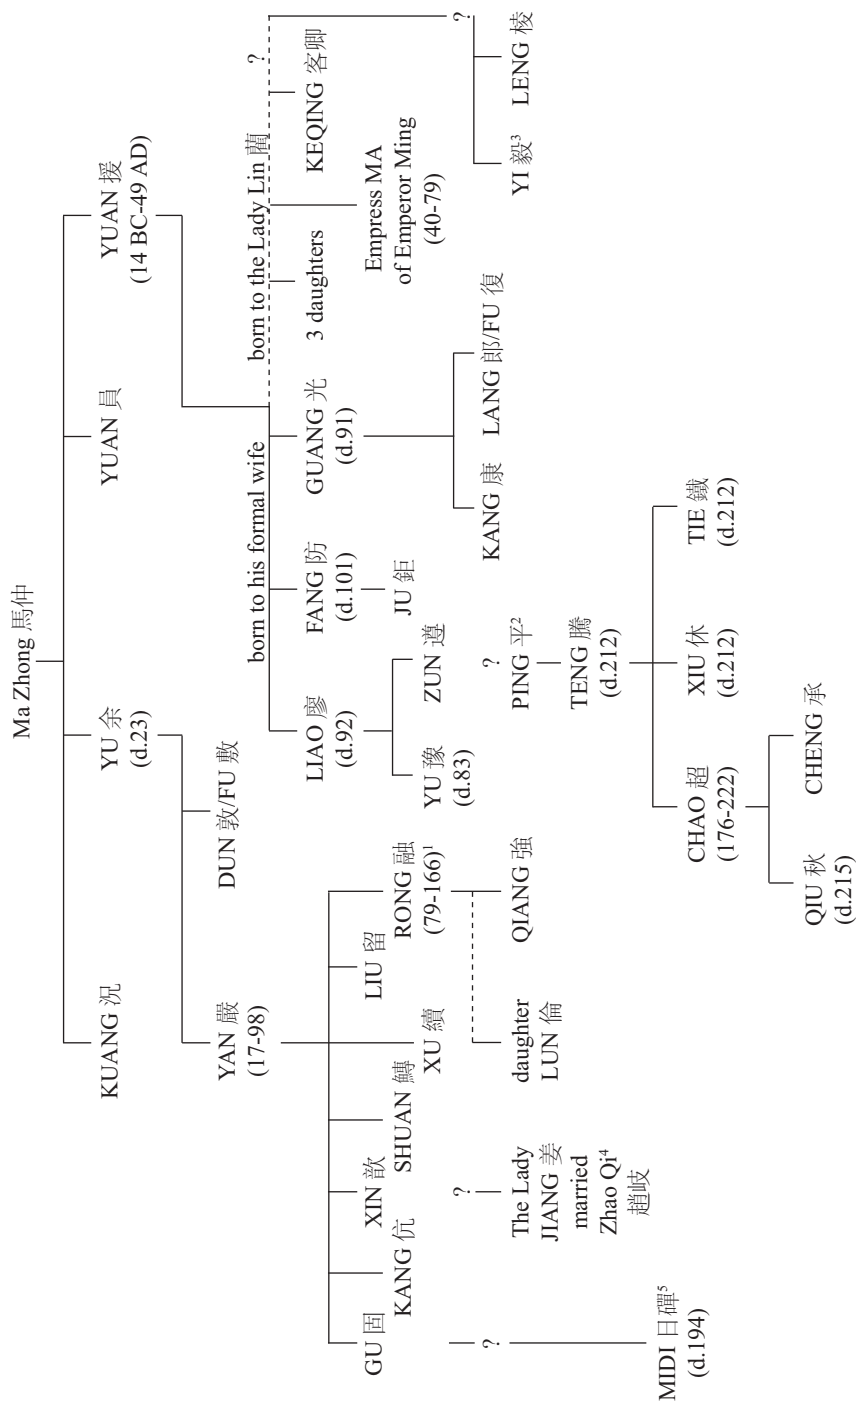 Ma Zhong 馬仲
KUANG 況
YU 余
(d.23)
YUAN 員
YUAN 援
(14 BC-49 AD)
YAN 嚴
(17-98)
DUN 敦/FU 敷
born to his formal wife
born to the Lady Lin 藺
?
LIAO 廖
(d.92)
FANG 防
(d.101)
GUANG 光
(d.91)
3 daughters
Empress MA
of Emperor Ming
(40-79)
KEQING 客卿
GU 固
KANG 伉
XIN 歆
SHUAN 鱄
XU 續
LIU 留
RONG 融
(79-166)¹
YU 豫
(d.83)
ZUN 遵
JU 鉅
KANG 康
LANG 郎/FU 復
?
YI 毅³
LENG 棱
?
?
The Lady
JIANG 姜
married
Zhao Qi⁴
趙岐
daughter
LUN 倫
QIANG 強
?
PING 平²
TENG 騰
(d.212)
MIDI 日磾⁵
(d.194)
CHAO 超
(176-222)
XIU 休
(d.212)
TIE 鐵
(d.212)
QIU 秋
(d.215)
CHENG 承